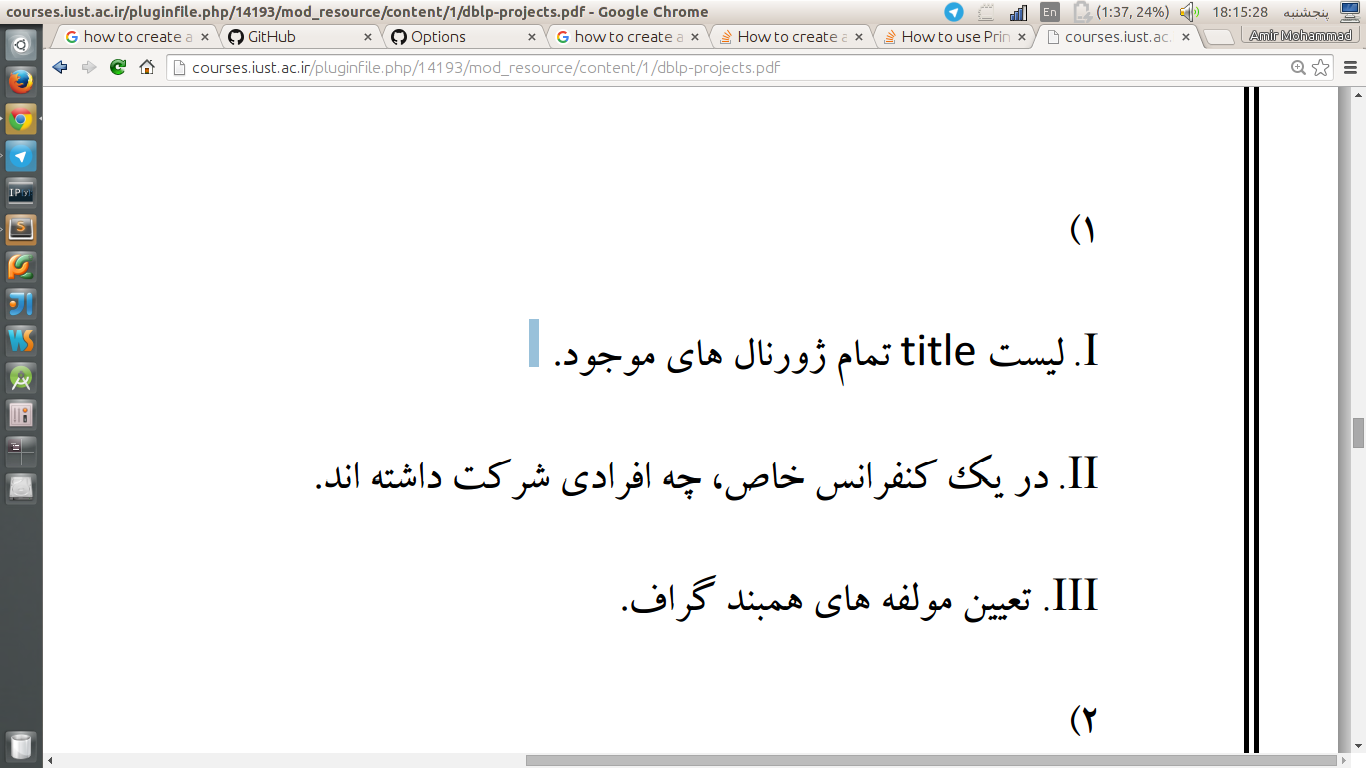 courses.iust.ac.ir/pluginfile.php/14193/mod_resource/content/1/dblp-projects.pdf - Google Chrome
En (1:37, 24%) 18:15:28 پنجشنبه
how to create a
GitHub
Options
how to create a
How to create a
How to use Prin
courses.iust.ac.
Amir Mohammad
courses.iust.ac.ir/pluginfile.php/14193/mod_resource/content/1/dblp-projects.pdf
۱)
I. لیست title تمام ژورنال های موجود.
II. در یک کنفرانس خاص، چه افرادی شرکت داشته اند.
III. تعیین مولفه های همبند گراف.
۲)
IP[y]:
S
WS